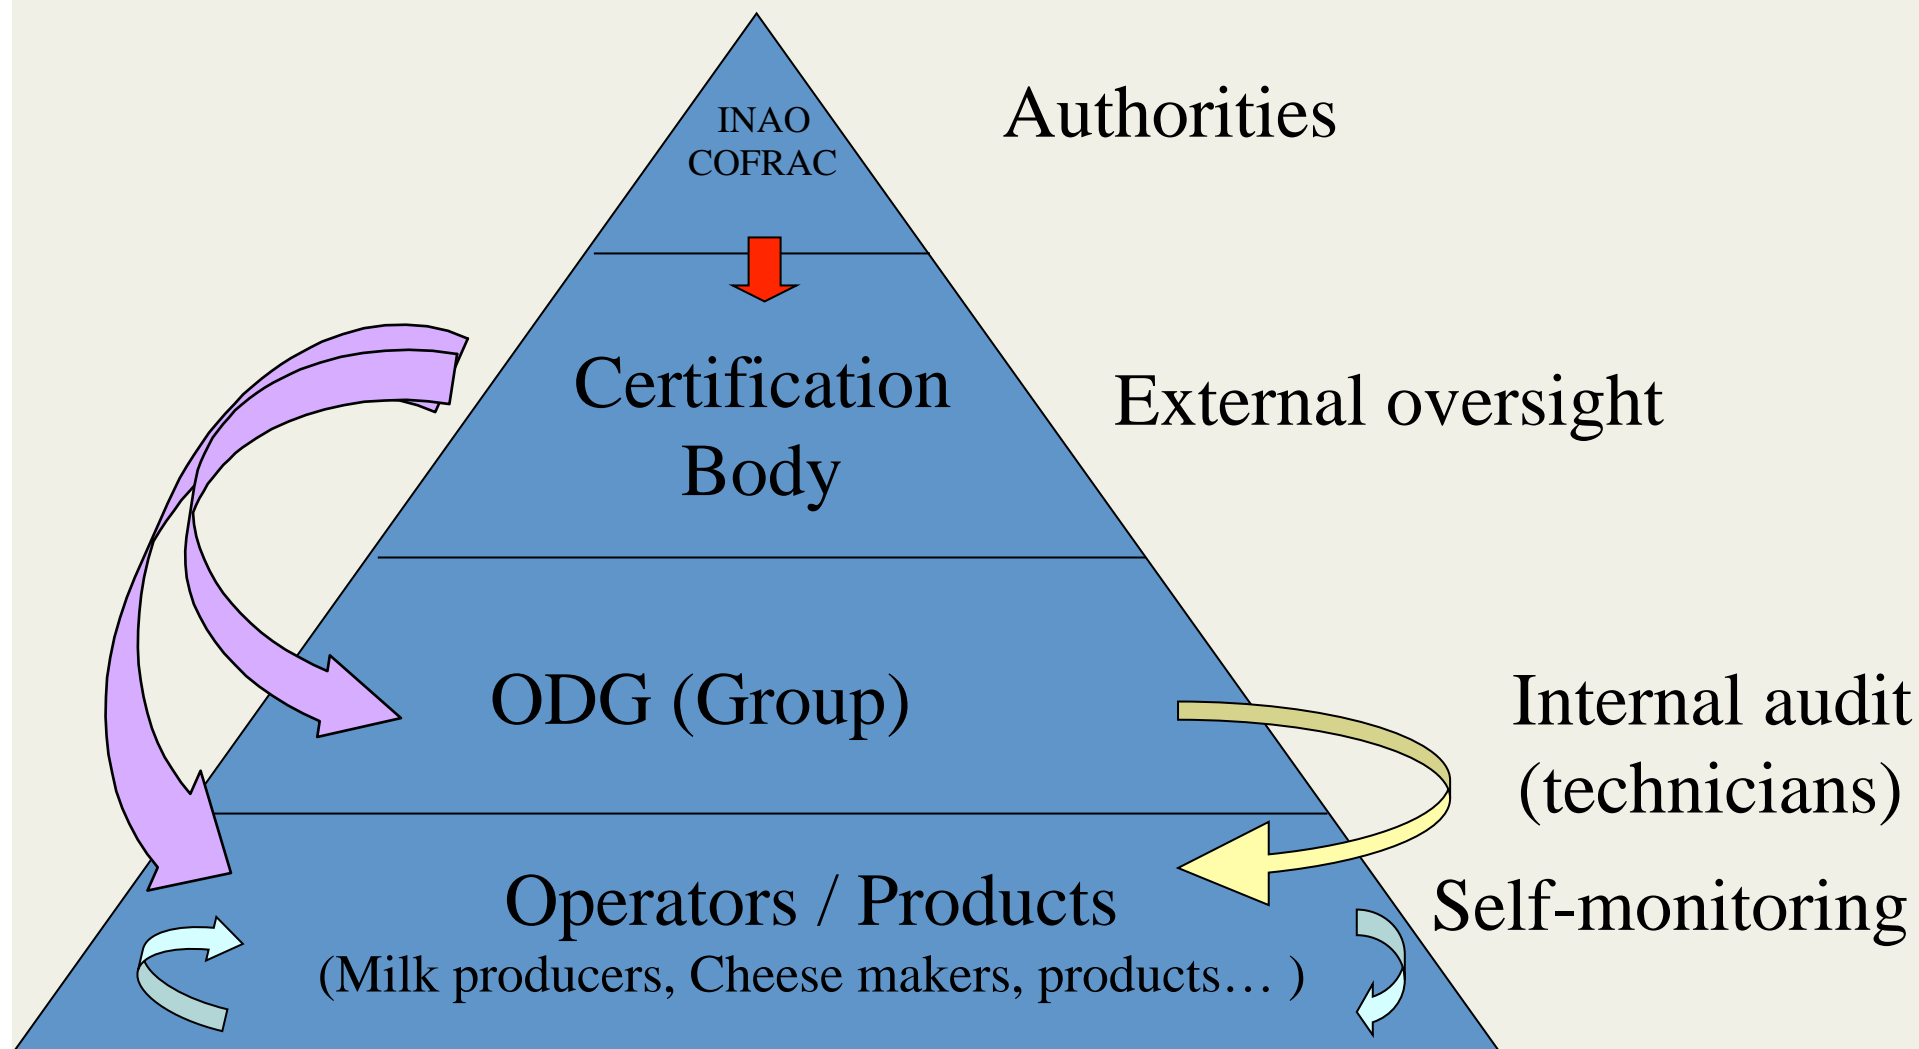 INAO
COFRAC
Authorities
Certification
Body
External oversight
ODG (Group)
Internal audit
(technicians)
Operators / Products
(Milk producers, Cheese makers, products… )
Self-monitoring